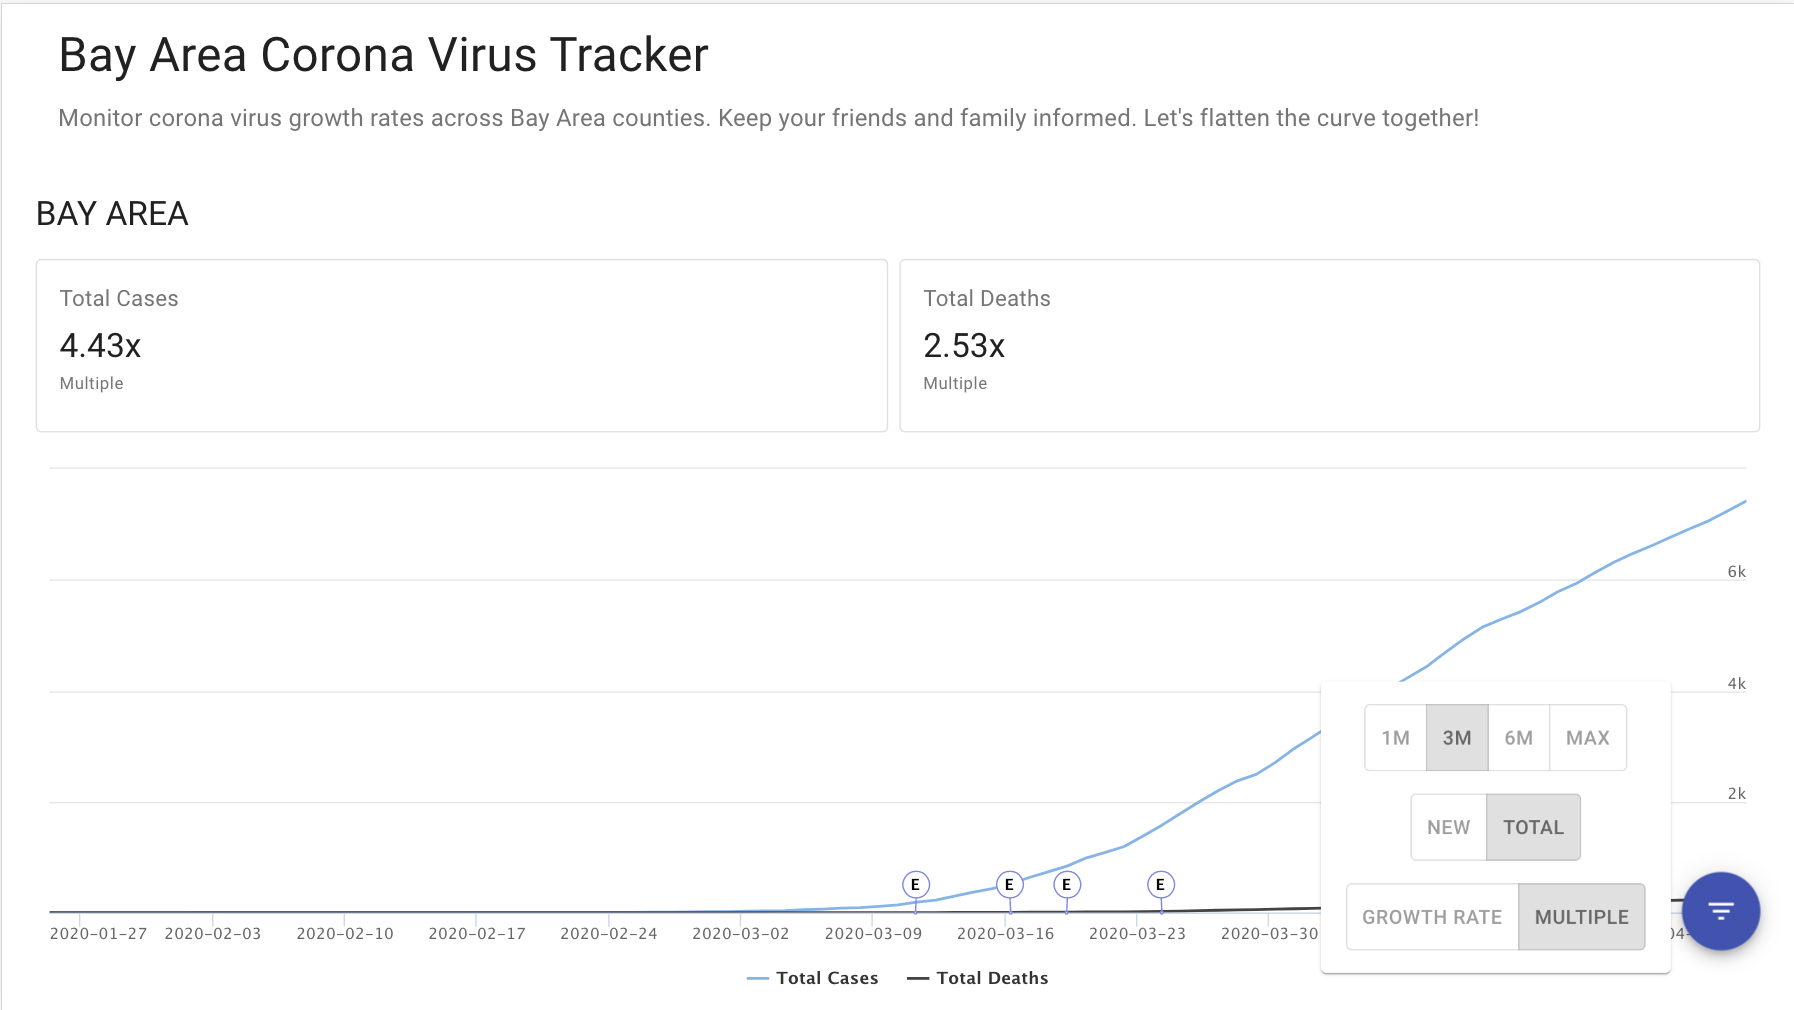 Bay Area Corona Virus Tracker
Monitor corona virus growth rates across Bay Area counties. Keep your friends and family informed. Let's flatten the curve together!
BAY AREA
Total Cases
4.43x
Multiple
Total Deaths
2.53x
Multiple
6k
4k
2k
1M 3M 6M MAX
NEW TOTAL
GROWTH RATE MULTIPLE
E E E E
2020-01-27 2020-02-03 2020-02-10 2020-02-17 2020-02-24 2020-03-02 2020-03-09 2020-03-16 2020-03-23 2020-03-30
Total Cases Total Deaths